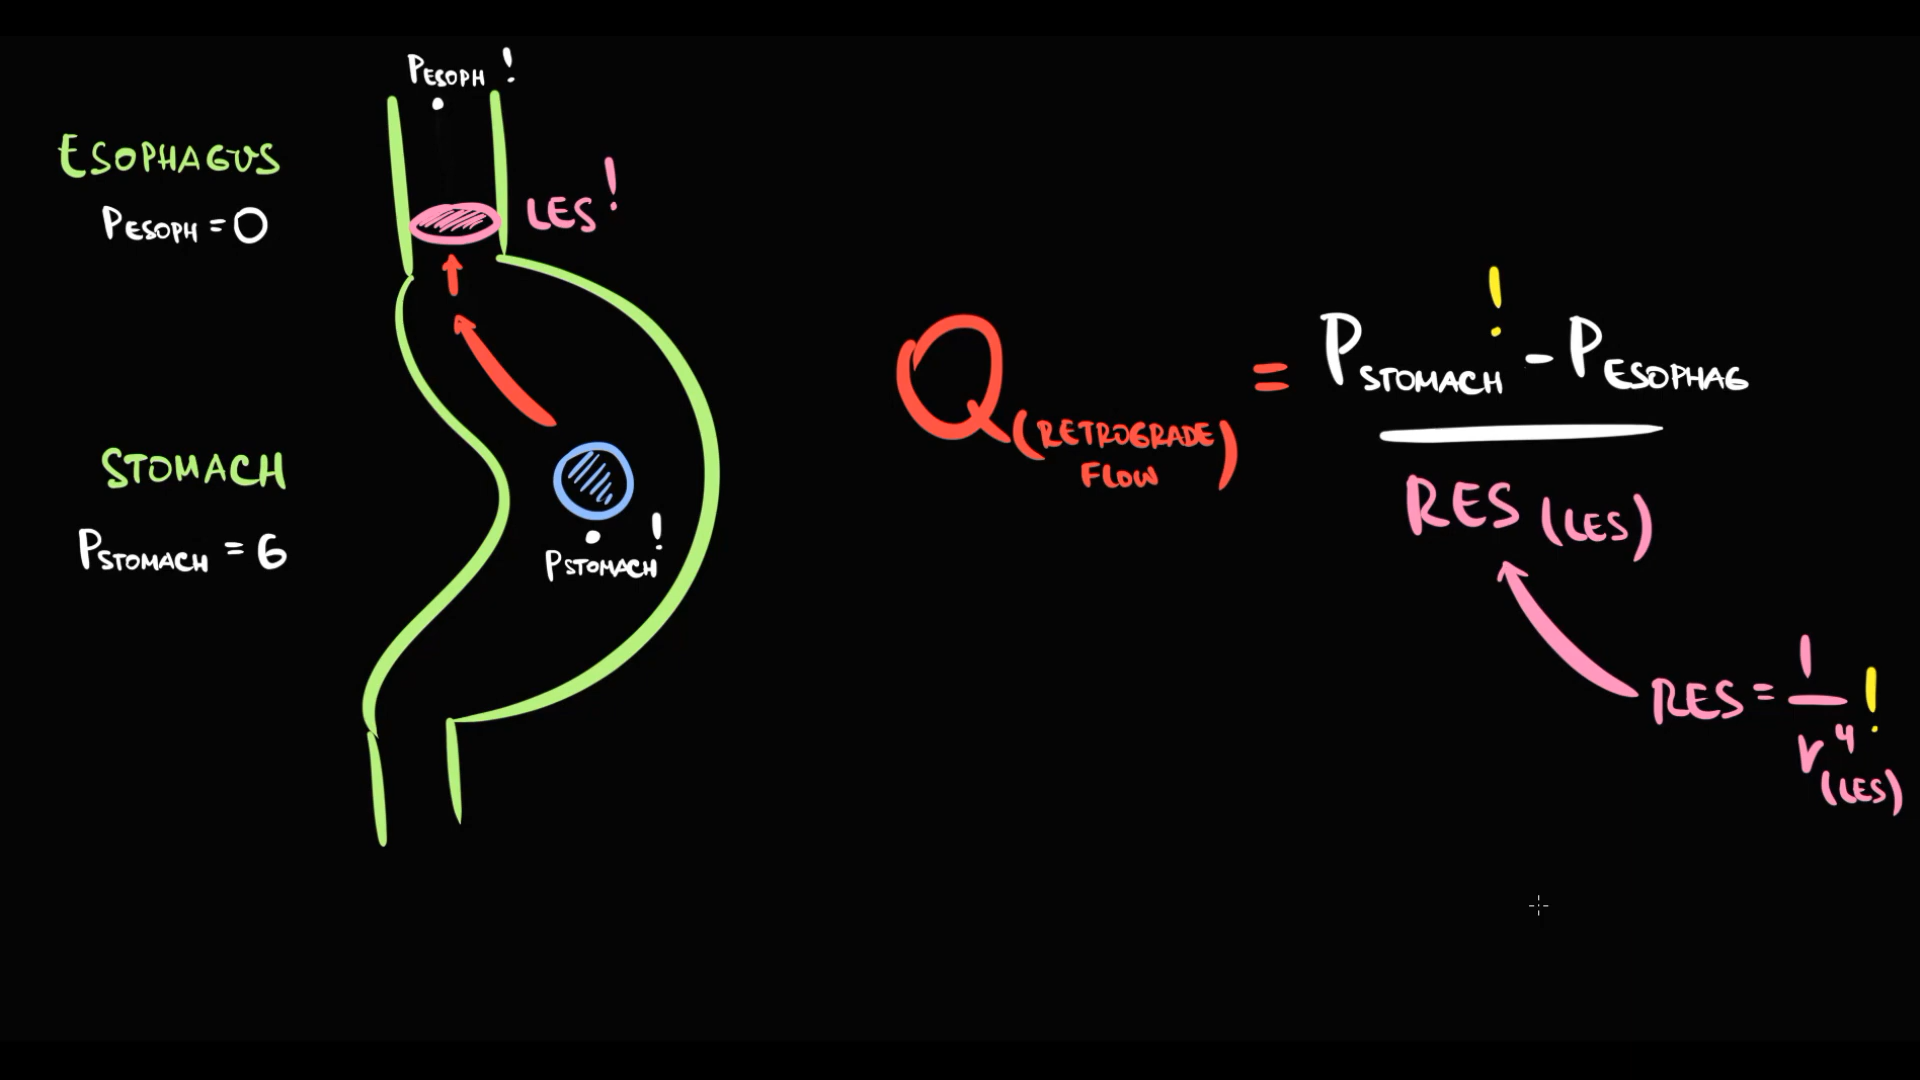 PESOPH !
ESOPHAGUS
PESOPH = 0
LES !
STOMACH
PSTOMACH = 6
PSTOMACH !
Q (RETROGRADE FLOW) = PSTOMACH ! - PESOPHAG
RES (LES)
RES = 1 !
r4 (LES)